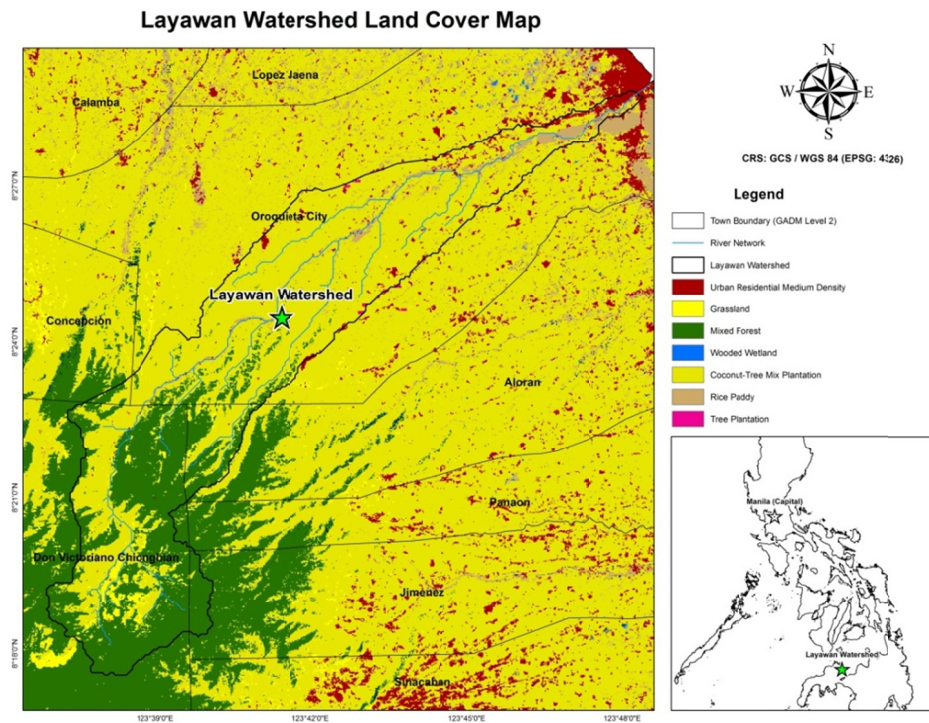 Layawan Watershed Land Cover Map
Lopez Jaena
Calamba
Oroquieta City
Layawan Watershed
Concepción
Aloran
Panaon
Don Victoriano Chiongbian
Jimenez
Sinacaban
8°27'0"N
8°24'0"N
8°21'0"N
8°18'0"N
123°39'0"E
123°42'0"E
123°45'0"E
123°48'0"E
N
W
E
S
CRS: GCS / WGS 84 (EPSG: 4326)
Legend
Town Boundary (GADM Level 2)
River Network
Layawan Watershed
Urban Residential Medium Density
Grassland
Mixed Forest
Wooded Wetland
Coconut-Tree Mix Plantation
Rice Paddy
Tree Plantation
Manila (Capital)
Layawan Watershed